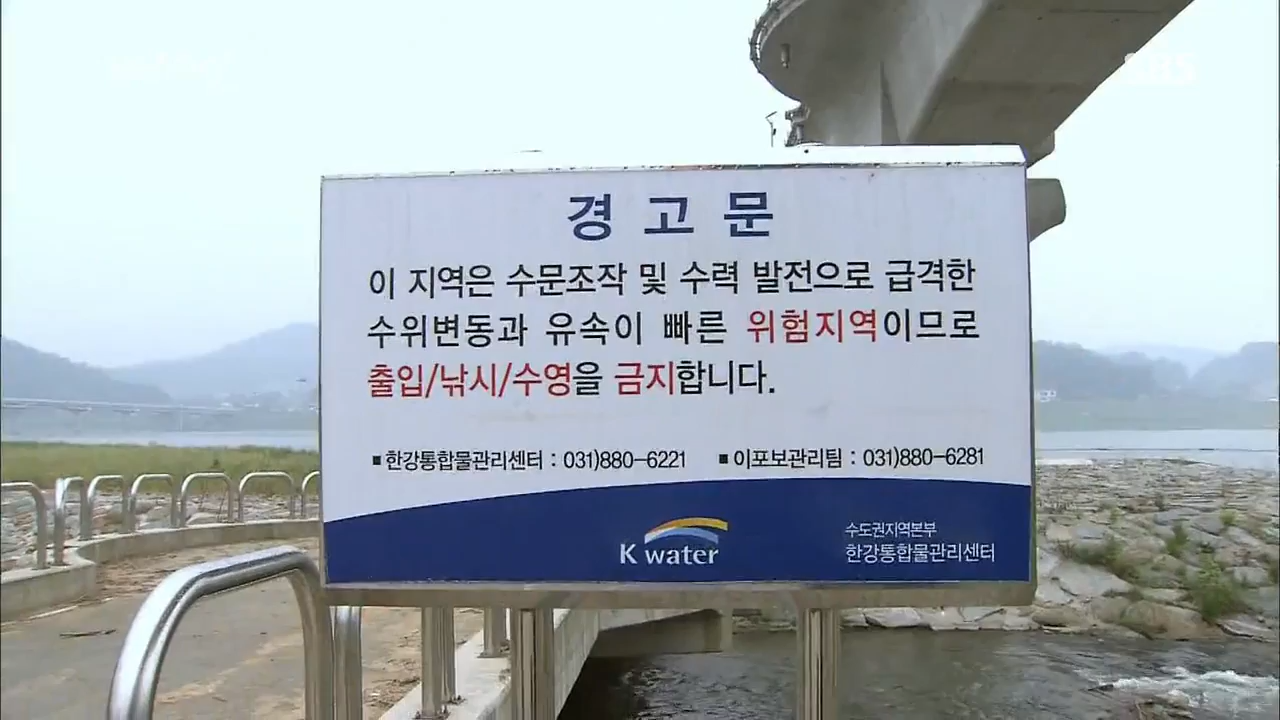 SBS
경고문
이 지역은 수문조작 및 수력 발전으로 급격한
수위변동과 유속이 빠른 위험지역이므로
출입/낚시/수영을 금지합니다.
▪한강통합물관리센터 : 031)880-6221 ▪이포보관리팀 : 031)880-6281
K water
수도권지역본부
한강통합물관리센터